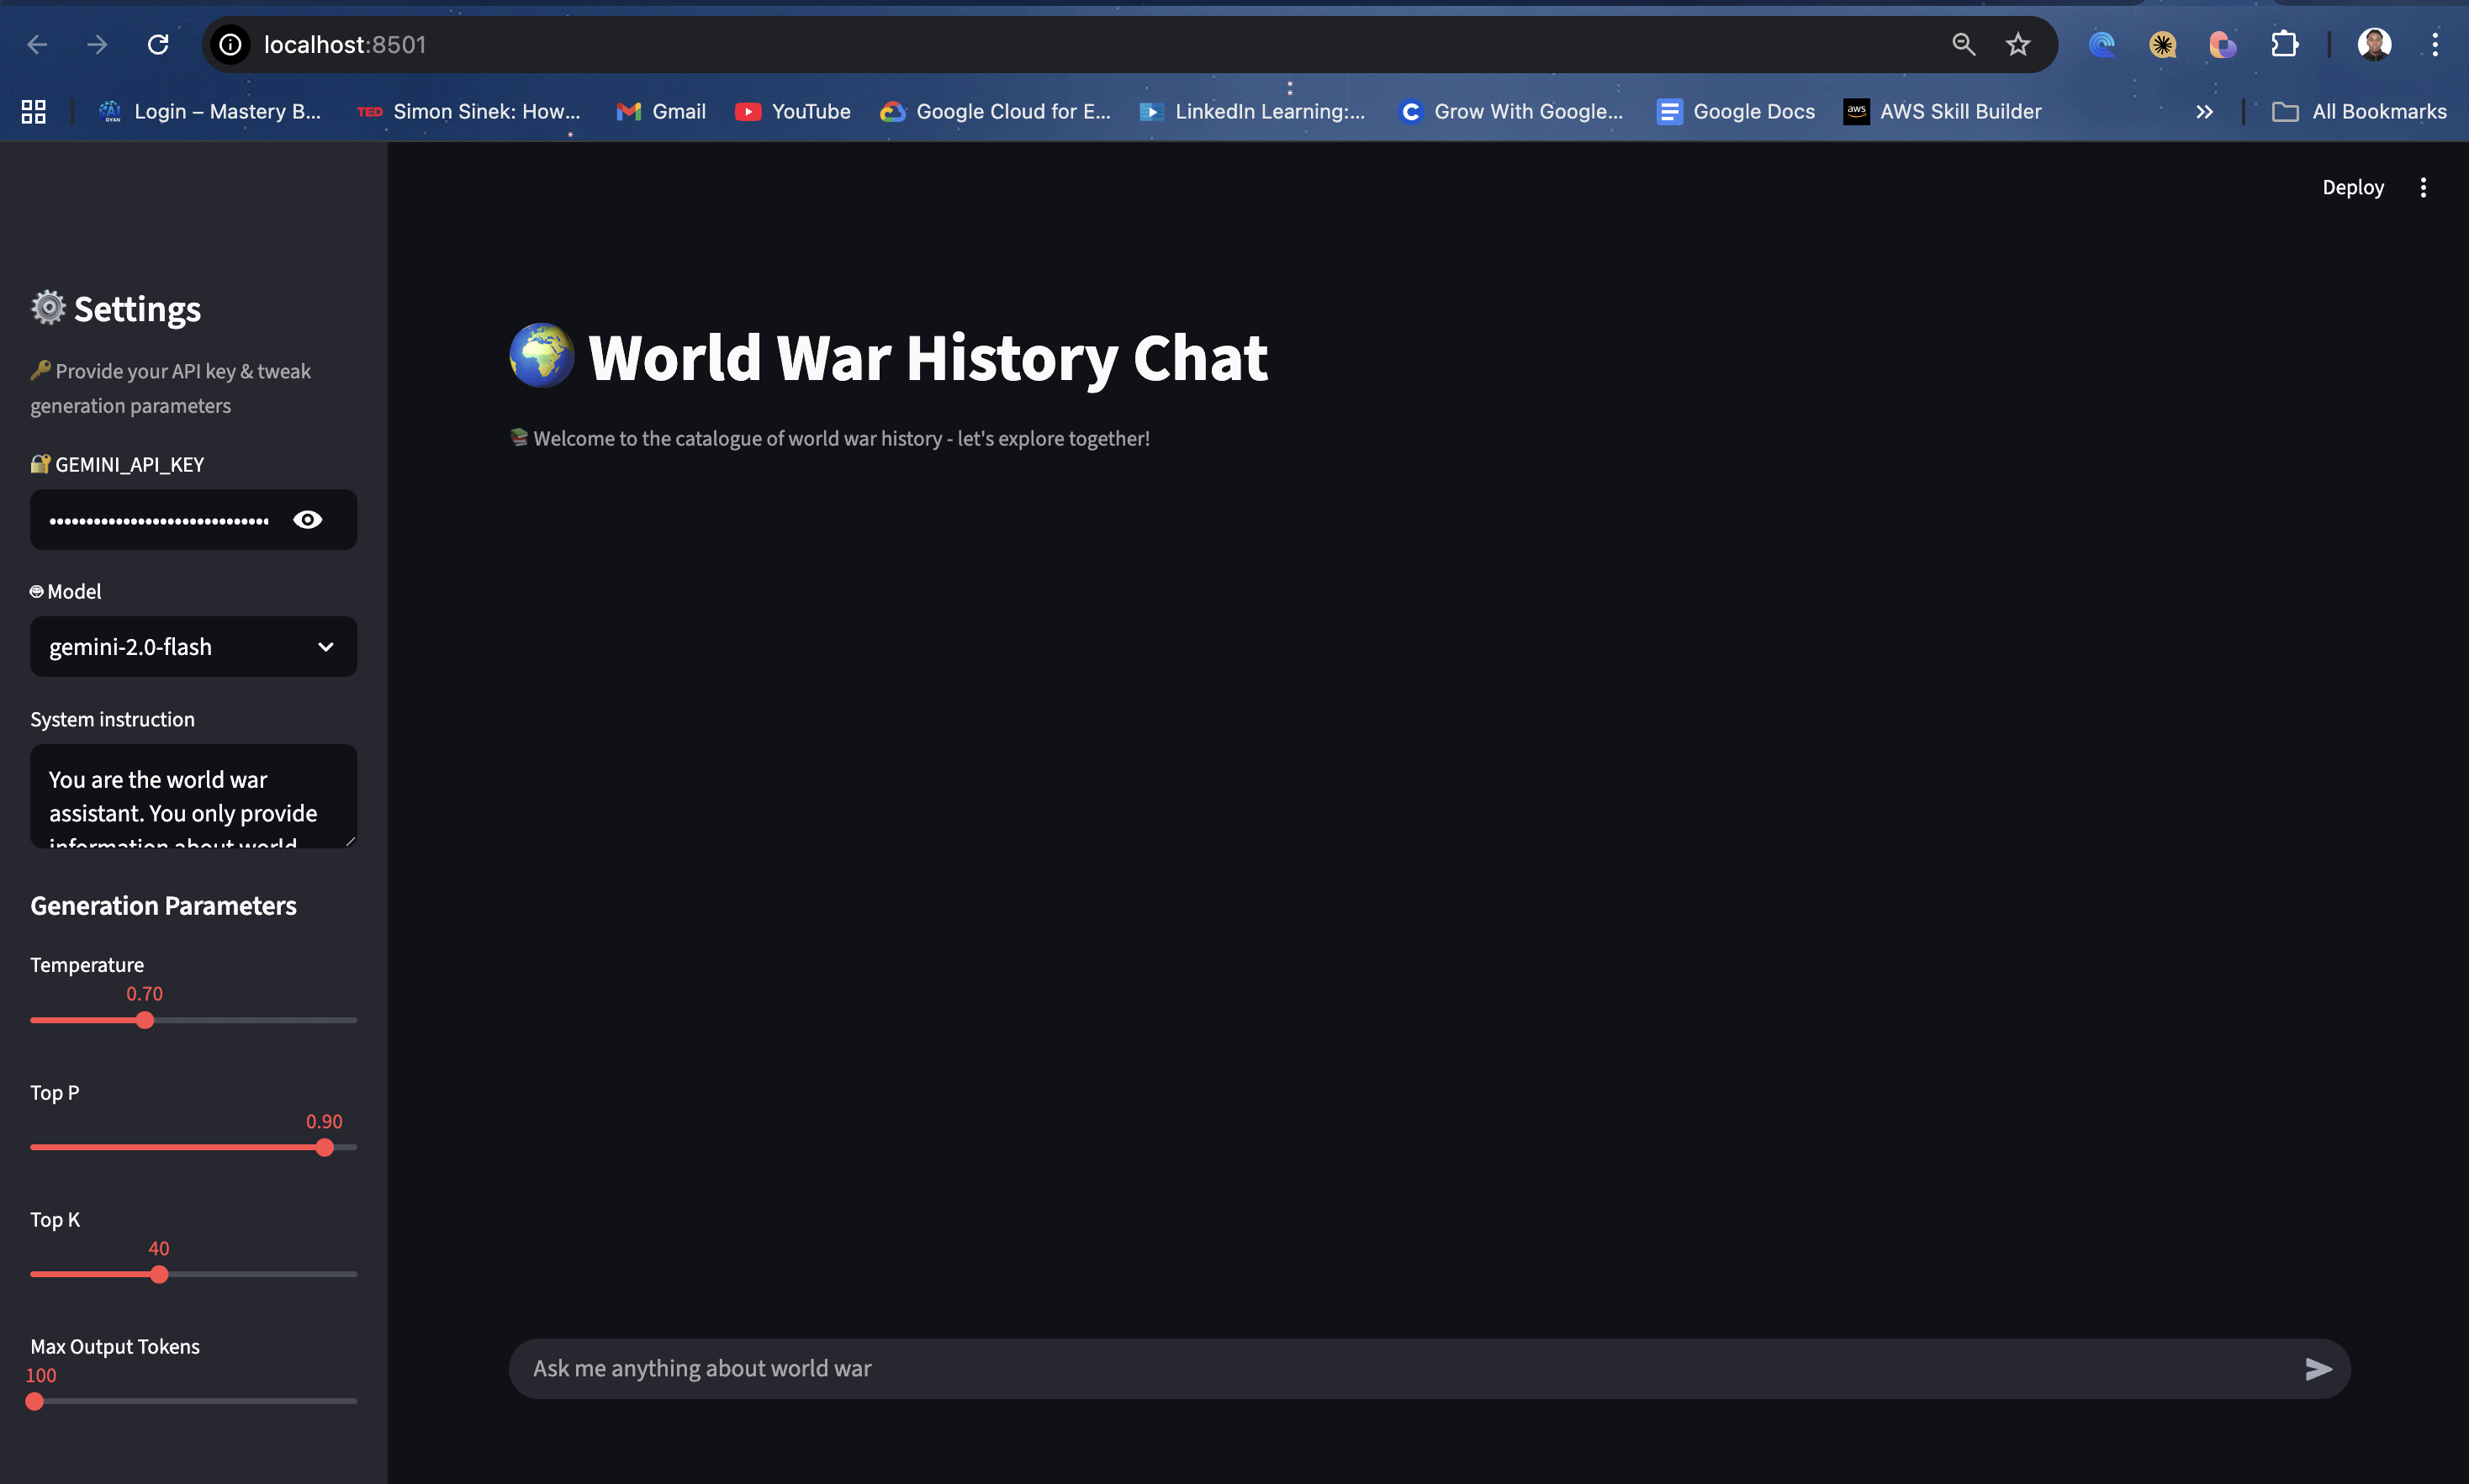 localhost:8501
Login – Mastery B...
TED Simon Sinek: How...
Gmail
YouTube
Google Cloud for E...
LinkedIn Learning:...
Grow With Google...
Google Docs
aws AWS Skill Builder
All Bookmarks
Deploy
Settings
Provide your API key & tweak
generation parameters
GEMINI_API_KEY
Model
gemini-2.0-flash
System instruction
You are the world war
assistant. You only provide
information about world
Generation Parameters
Temperature
0.70
Top P
0.90
Top K
40
Max Output Tokens
100
World War History Chat
Welcome to the catalogue of world war history - let's explore together!
Ask me anything about world war